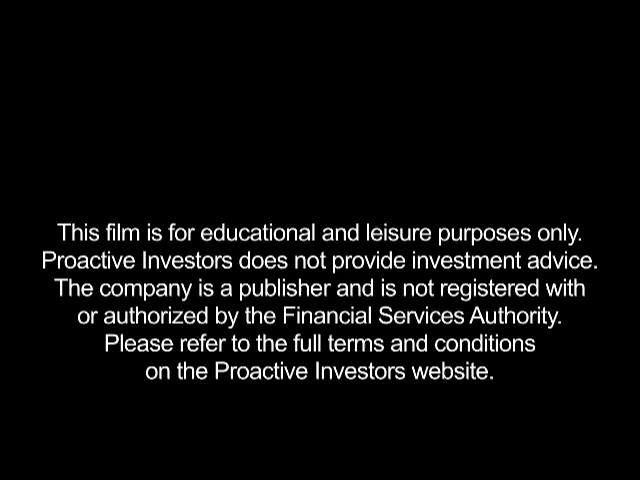 This film is for educational and leisure purposes only.
Proactive Investors does not provide investment advice.
The company is a publisher and is not registered with
or authorized by the Financial Services Authority.
Please refer to the full terms and conditions
on the Proactive Investors website.